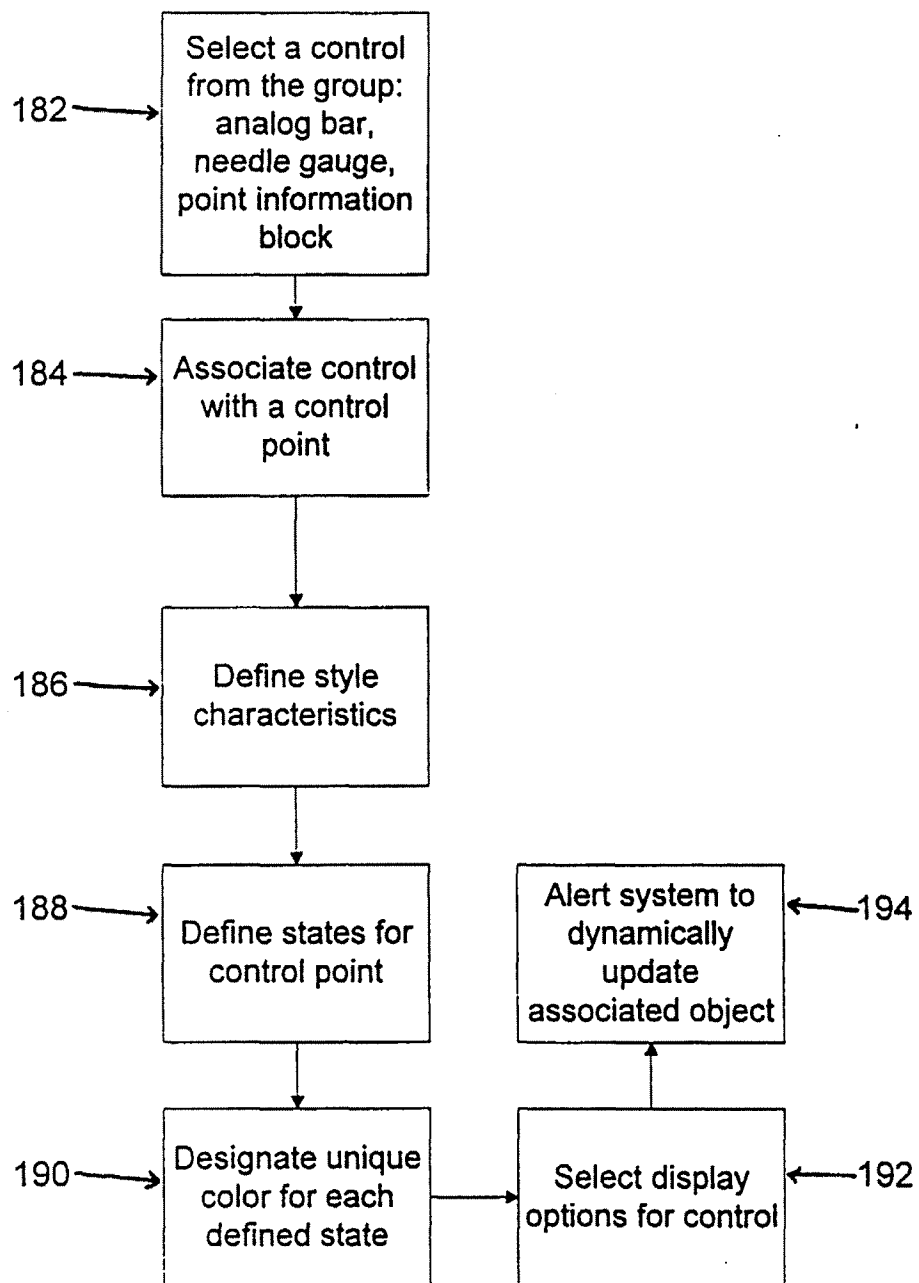 182
Select a control
from the group:
analog bar,
needle gauge,
point information
block
184
Associate control
with a control
point
186
Define style
characteristics
188
Define states for
control point
190
Designate unique
color for each
defined state
192
Select display
options for control
194
Alert system to
dynamically
update
associated object